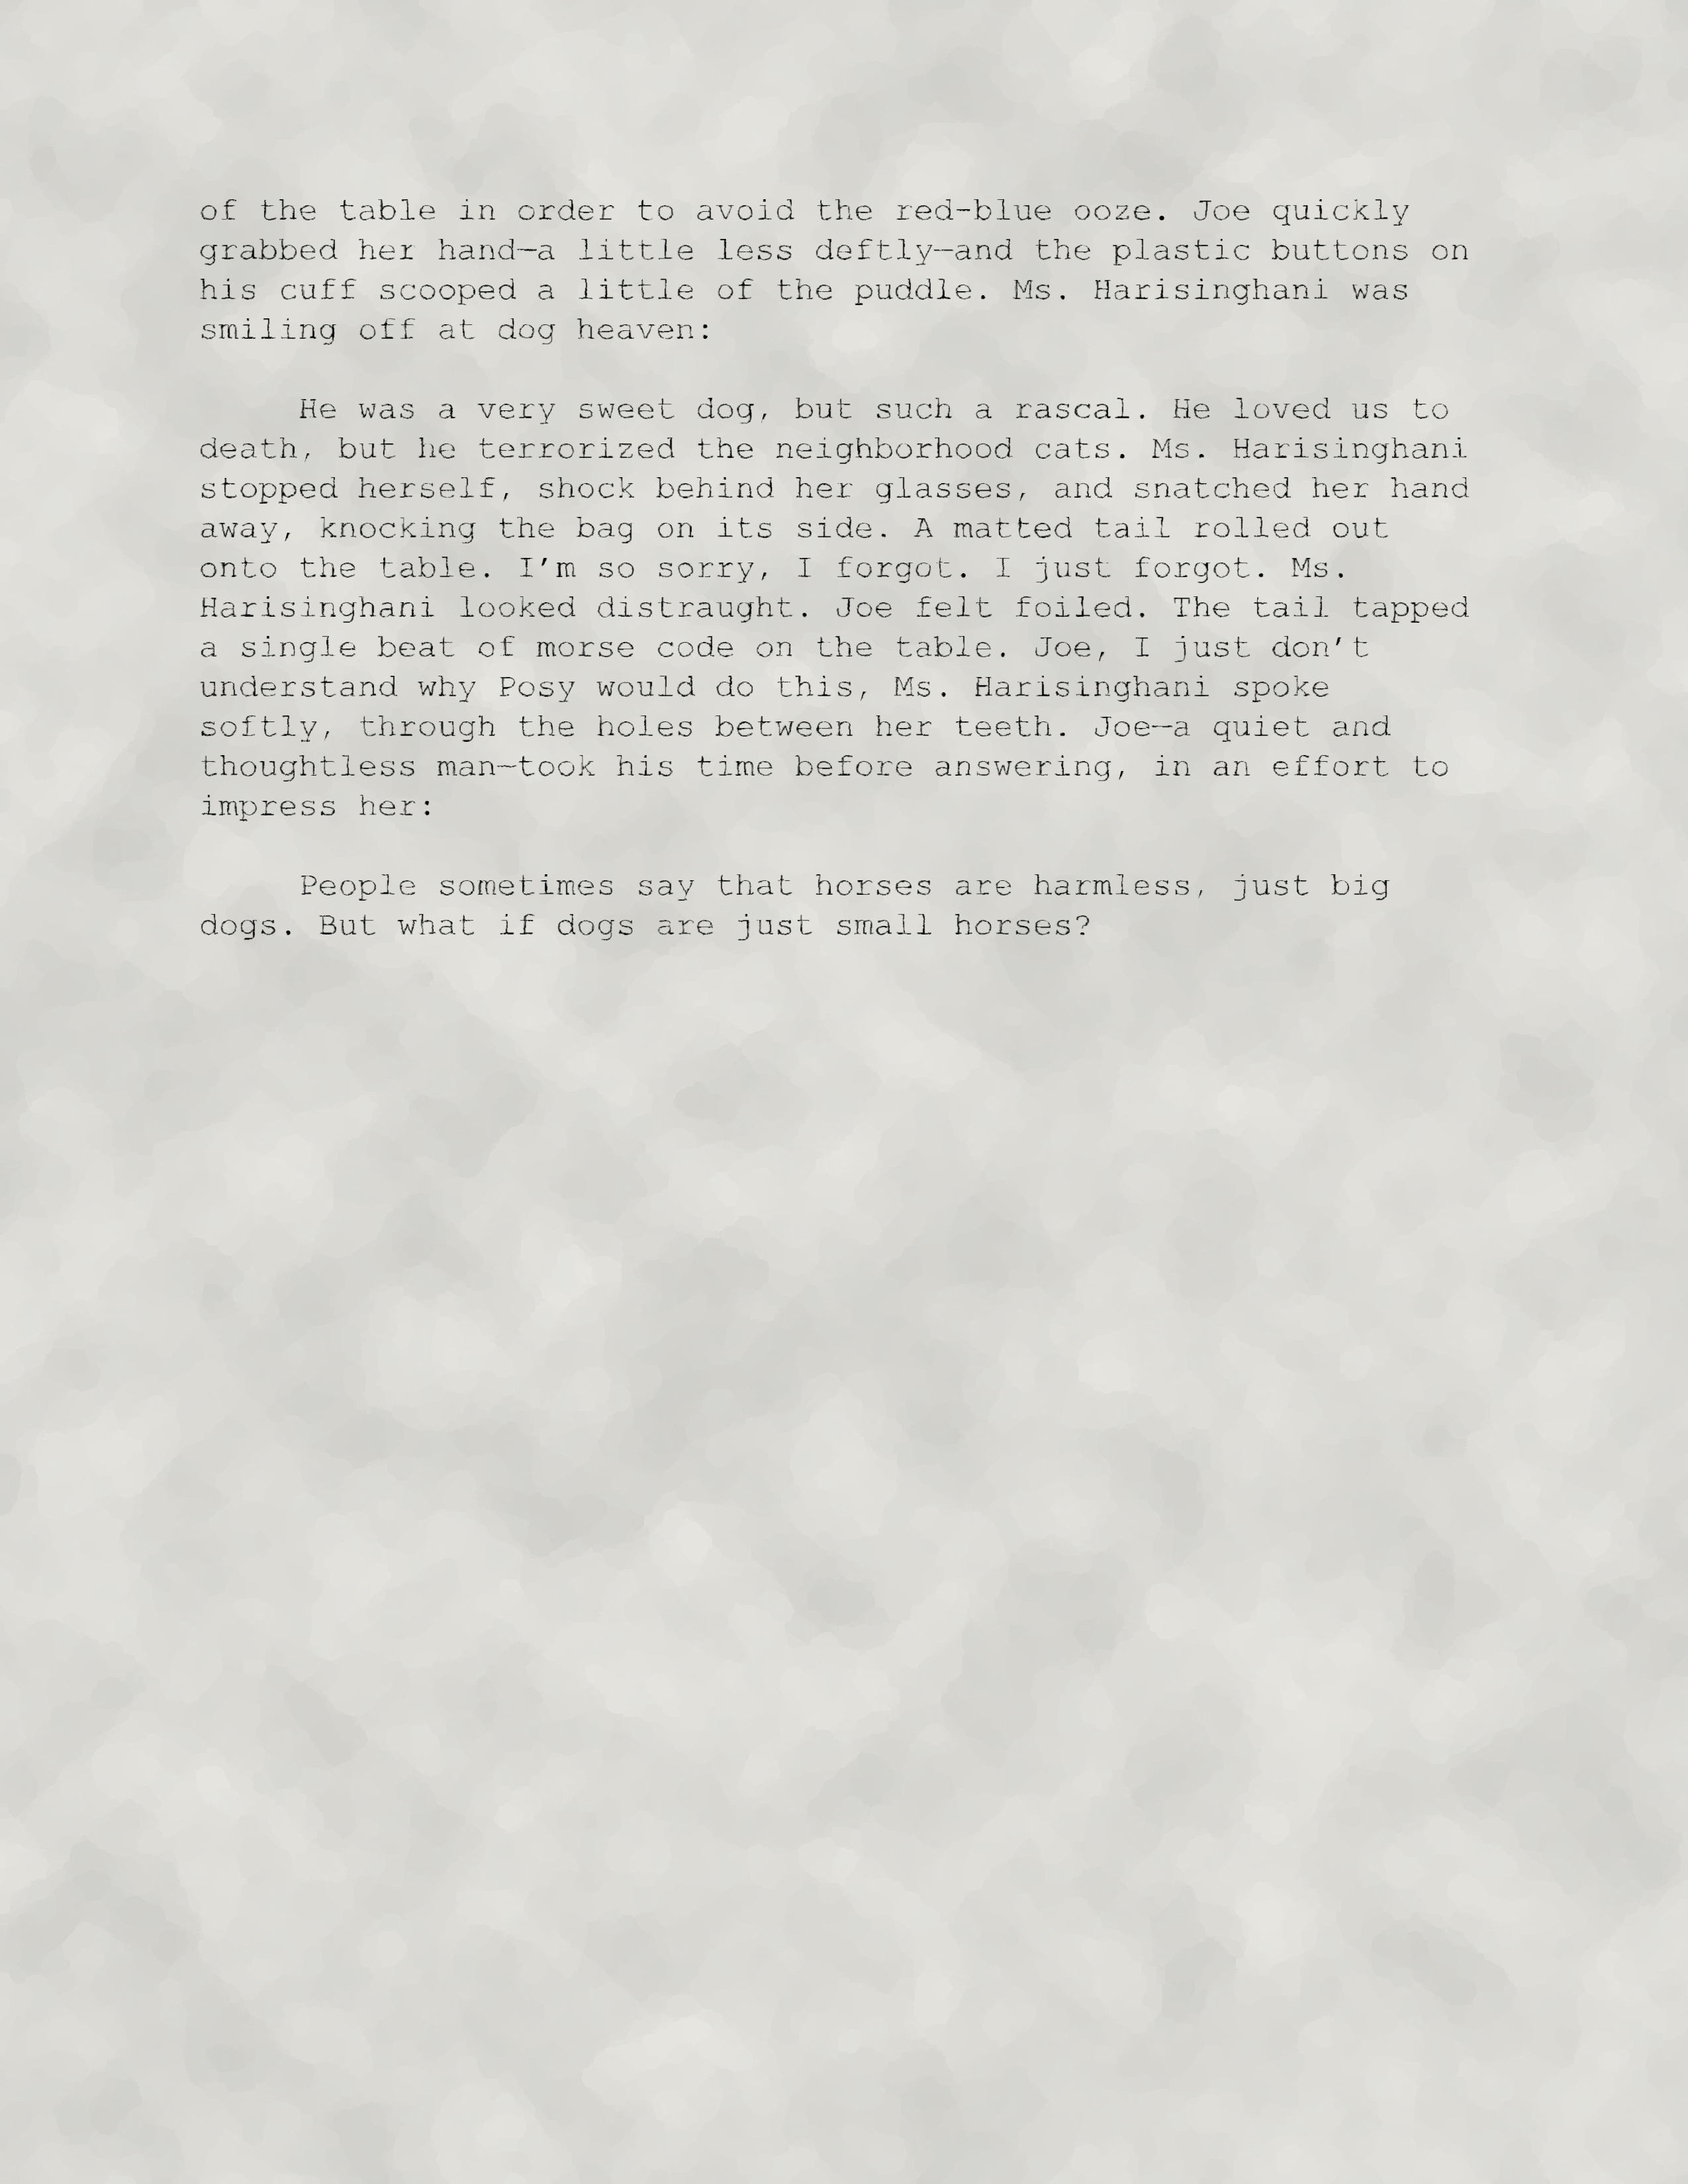 of the table in order to avoid the red-blue ooze. Joe quickly
grabbed her hand—a little less deftly—and the plastic buttons on
his cuff scooped a little of the puddle. Ms. Harisinghani was
smiling off at dog heaven:
He was a very sweet dog, but such a rascal. He loved us to
death, but he terrorized the neighborhood cats. Ms. Harisinghani
stopped herself, shock behind her glasses, and snatched her hand
away, knocking the bag on its side. A matted tail rolled out
onto the table. I’m so sorry, I forgot. I just forgot. Ms.
Harisinghani looked distraught. Joe felt foiled. The tail tapped
a single beat of morse code on the table. Joe, I just don’t
understand why Posy would do this, Ms. Harisinghani spoke
softly, through the holes between her teeth. Joe—a quiet and
thoughtless man—took his time before answering, in an effort to
impress her:
People sometimes say that horses are harmless, just big
dogs. But what if dogs are just small horses?